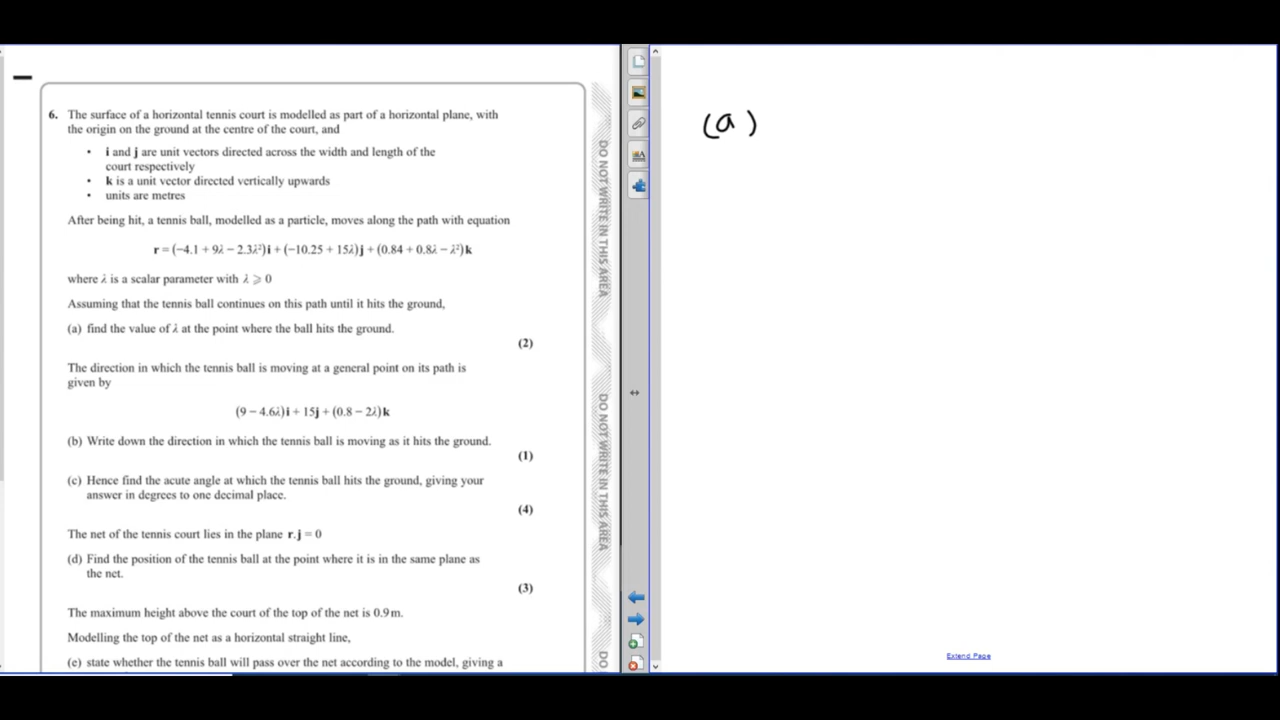 6. The surface of a horizontal tennis court is modelled as part of a horizontal plane, with
the origin on the ground at the centre of the court, and
• i and j are unit vectors directed across the width and length of the
court respectively
• k is a unit vector directed vertically upwards
• units are metres
After being hit, a tennis ball, modelled as a particle, moves along the path with equation
r = (−4.1 + 9λ − 2.3λ²)i + (−10.25 + 15λ)j + (0.84 + 0.8λ − λ²)k
where λ is a scalar parameter with λ ⩾ 0
Assuming that the tennis ball continues on this path until it hits the ground,
(a) find the value of λ at the point where the ball hits the ground.
(2)
The direction in which the tennis ball is moving at a general point on its path is
given by
(9 − 4.6λ)i + 15j + (0.8 − 2λ)k
(b) Write down the direction in which the tennis ball is moving as it hits the ground.
(1)
(c) Hence find the acute angle at which the tennis ball hits the ground, giving your
answer in degrees to one decimal place.
(4)
The net of the tennis court lies in the plane r.j = 0
(d) Find the position of the tennis ball at the point where it is in the same plane as
the net.
(3)
The maximum height above the court of the top of the net is 0.9 m.
Modelling the top of the net as a horizontal straight line,
(e) state whether the tennis ball will pass over the net according to the model, giving a
DO NOT WRITE IN THIS AREA
DO NOT WRITE IN THIS AREA
DO
(a)
Extend Page